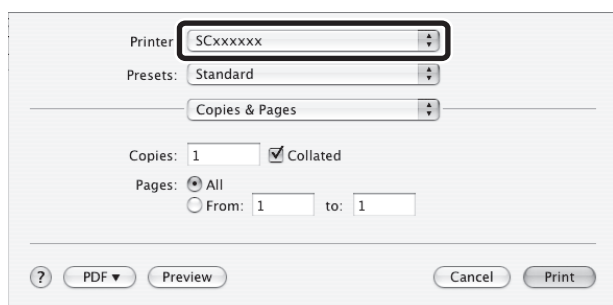 Printer SCxxxxxx
Presets: Standard
Copies & Pages
Copies: 1 Collated
Pages: All
From: 1 to: 1
? PDF ▼ Preview Cancel Print